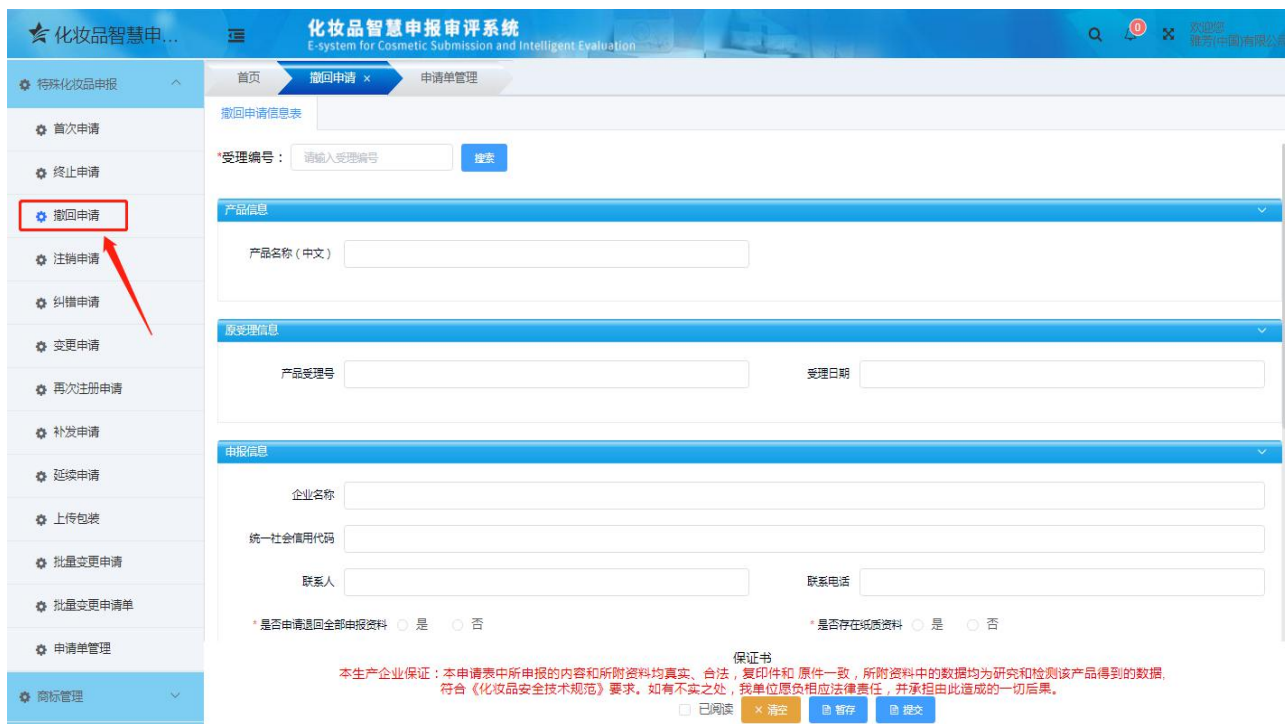 化妆品智慧申...
化妆品智慧申报审评系统
E-system for Cosmetic Submission and Intelligent Evaluation
0
欢迎您
雅芳(中国)有限公司
特殊化妆品申报
首次申请
终止申请
撤回申请
注销申请
纠错申请
变更申请
再次注册申请
补发申请
延续申请
上传包装
批量变更申请
批量变更申请单
申请单管理
商标管理
首页 撤回申请 × 申请单管理
撤回申请信息表
*受理编号： 请输入受理编号 搜索
产品信息
产品名称（中文）
原受理信息
产品受理号 受理日期
申报信息
企业名称
统一社会信用代码
联系人 联系电话
*是否申请退回全部申报资料 是 否 *是否存在纸质资料 是 否
保证书
本生产企业保证：本申请表中所申报的内容和所附资料均真实、合法，复印件和 原件一致，所附资料中的数据均为研究和检测该产品得到的数据,
符合《化妆品安全技术规范》要求。如有不实之处，我单位愿负相应法律责任，并承担由此造成的一切后果。
已阅读 × 清空 暂存 提交